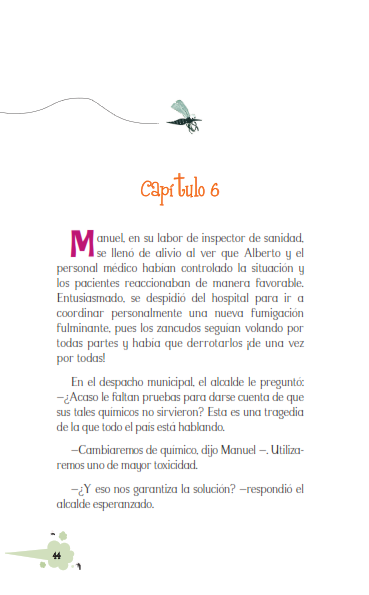 Capítulo 6
Manuel, en su labor de inspector de sanidad,
se llenó de alivio al ver que Alberto y el
personal médico habían controlado la situación y
los pacientes reaccionaban de manera favorable.
Entusiasmado, se despidió del hospital para ir a
coordinar personalmente una nueva fumigación
fulminante, pues los zancudos seguían volando por
todas partes y había que derrotarlos ¡de una vez
por todas!
En el despacho municipal, el alcalde le preguntó:
—¿Acaso le faltan pruebas para darse cuenta de que
sus tales químicos no sirvieron? Esta es una tragedia
de la que todo el país está hablando.
—Cambiaremos de químico, dijo Manuel —. Utiliza-
remos uno de mayor toxicidad.
—¿Y eso nos garantiza la solución? —respondió el
alcalde esperanzado.
44